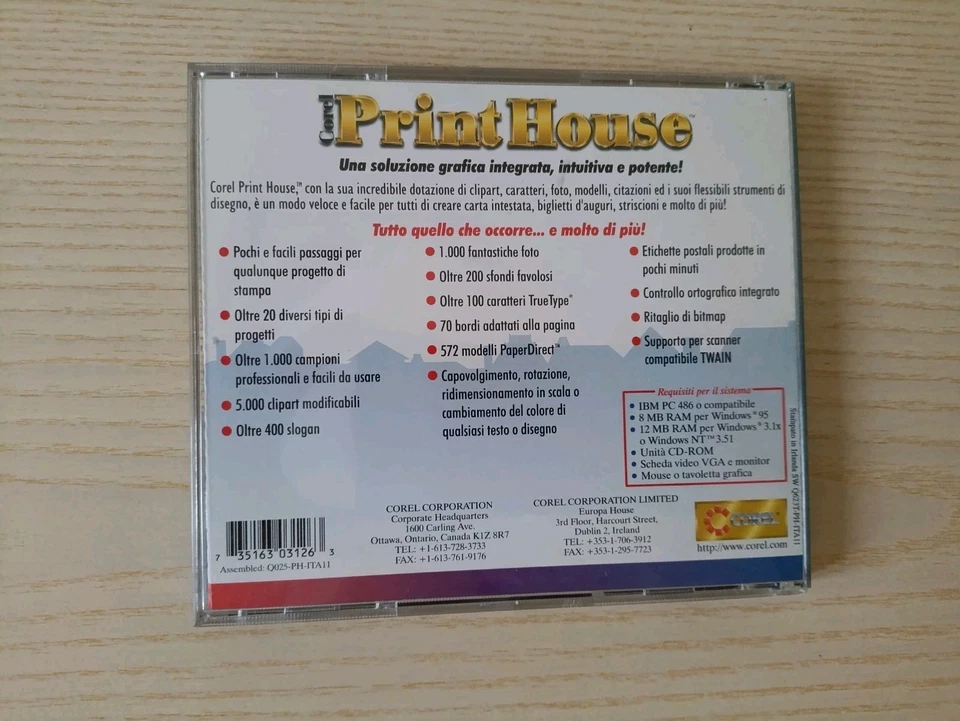 Corel Print House™
Una soluzione grafica integrata, intuitiva e potente!
Corel Print House,™ con la sua incredibile dotazione di clipart, caratteri, foto, modelli, citazioni ed i suoi flessibili strumenti di
disegno, è un modo veloce e facile per tutti di creare carta intestata, biglietti d'auguri, striscioni e molto di più!
Tutto quello che occorre... e molto di più!
● Pochi e facili passaggi per
qualunque progetto di
stampa
● Oltre 20 diversi tipi di
progetti
● Oltre 1.000 campioni
professionali e facili da usare
● 5.000 clipart modificabili
● Oltre 400 slogan
● 1.000 fantastiche foto
● Oltre 200 sfondi favolosi
● Oltre 100 caratteri TrueType®
● 70 bordi adattati alla pagina
● 572 modelli PaperDirect™
● Capovolgimento, rotazione,
ridimensionamento in scala o
cambiamento del colore di
qualsiasi testo o disegno
● Etichette postali prodotte in
pochi minuti
● Controllo ortografico integrato
● Ritaglio di bitmap
● Supporto per scanner
compatibile TWAIN
Requisiti per il sistema
• IBM PC 486 o compatibile
• 8 MB RAM per Windows® 95
• 12 MB RAM per Windows® 3.1x
o Windows NT™ 3.51
• Unità CD-ROM
• Scheda video VGA e monitor
• Mouse o tavoletta grafica
Stampato in Irlanda S/W Q023T-PH-ITA11
7 35163 03126 3
Assembled: Q025-PH-ITA11
COREL CORPORATION
Corporate Headquarters
1600 Carling Ave.
Ottawa, Ontario, Canada K1Z 8R7
TEL: +1-613-728-3733
FAX: +1-613-761-9176
COREL CORPORATION LIMITED
Europa House
3rd Floor, Harcourt Street,
Dublin 2, Ireland
TEL: +353-1-706-3912
FAX: +353-1-295-7723
COREL
http://www.corel.com